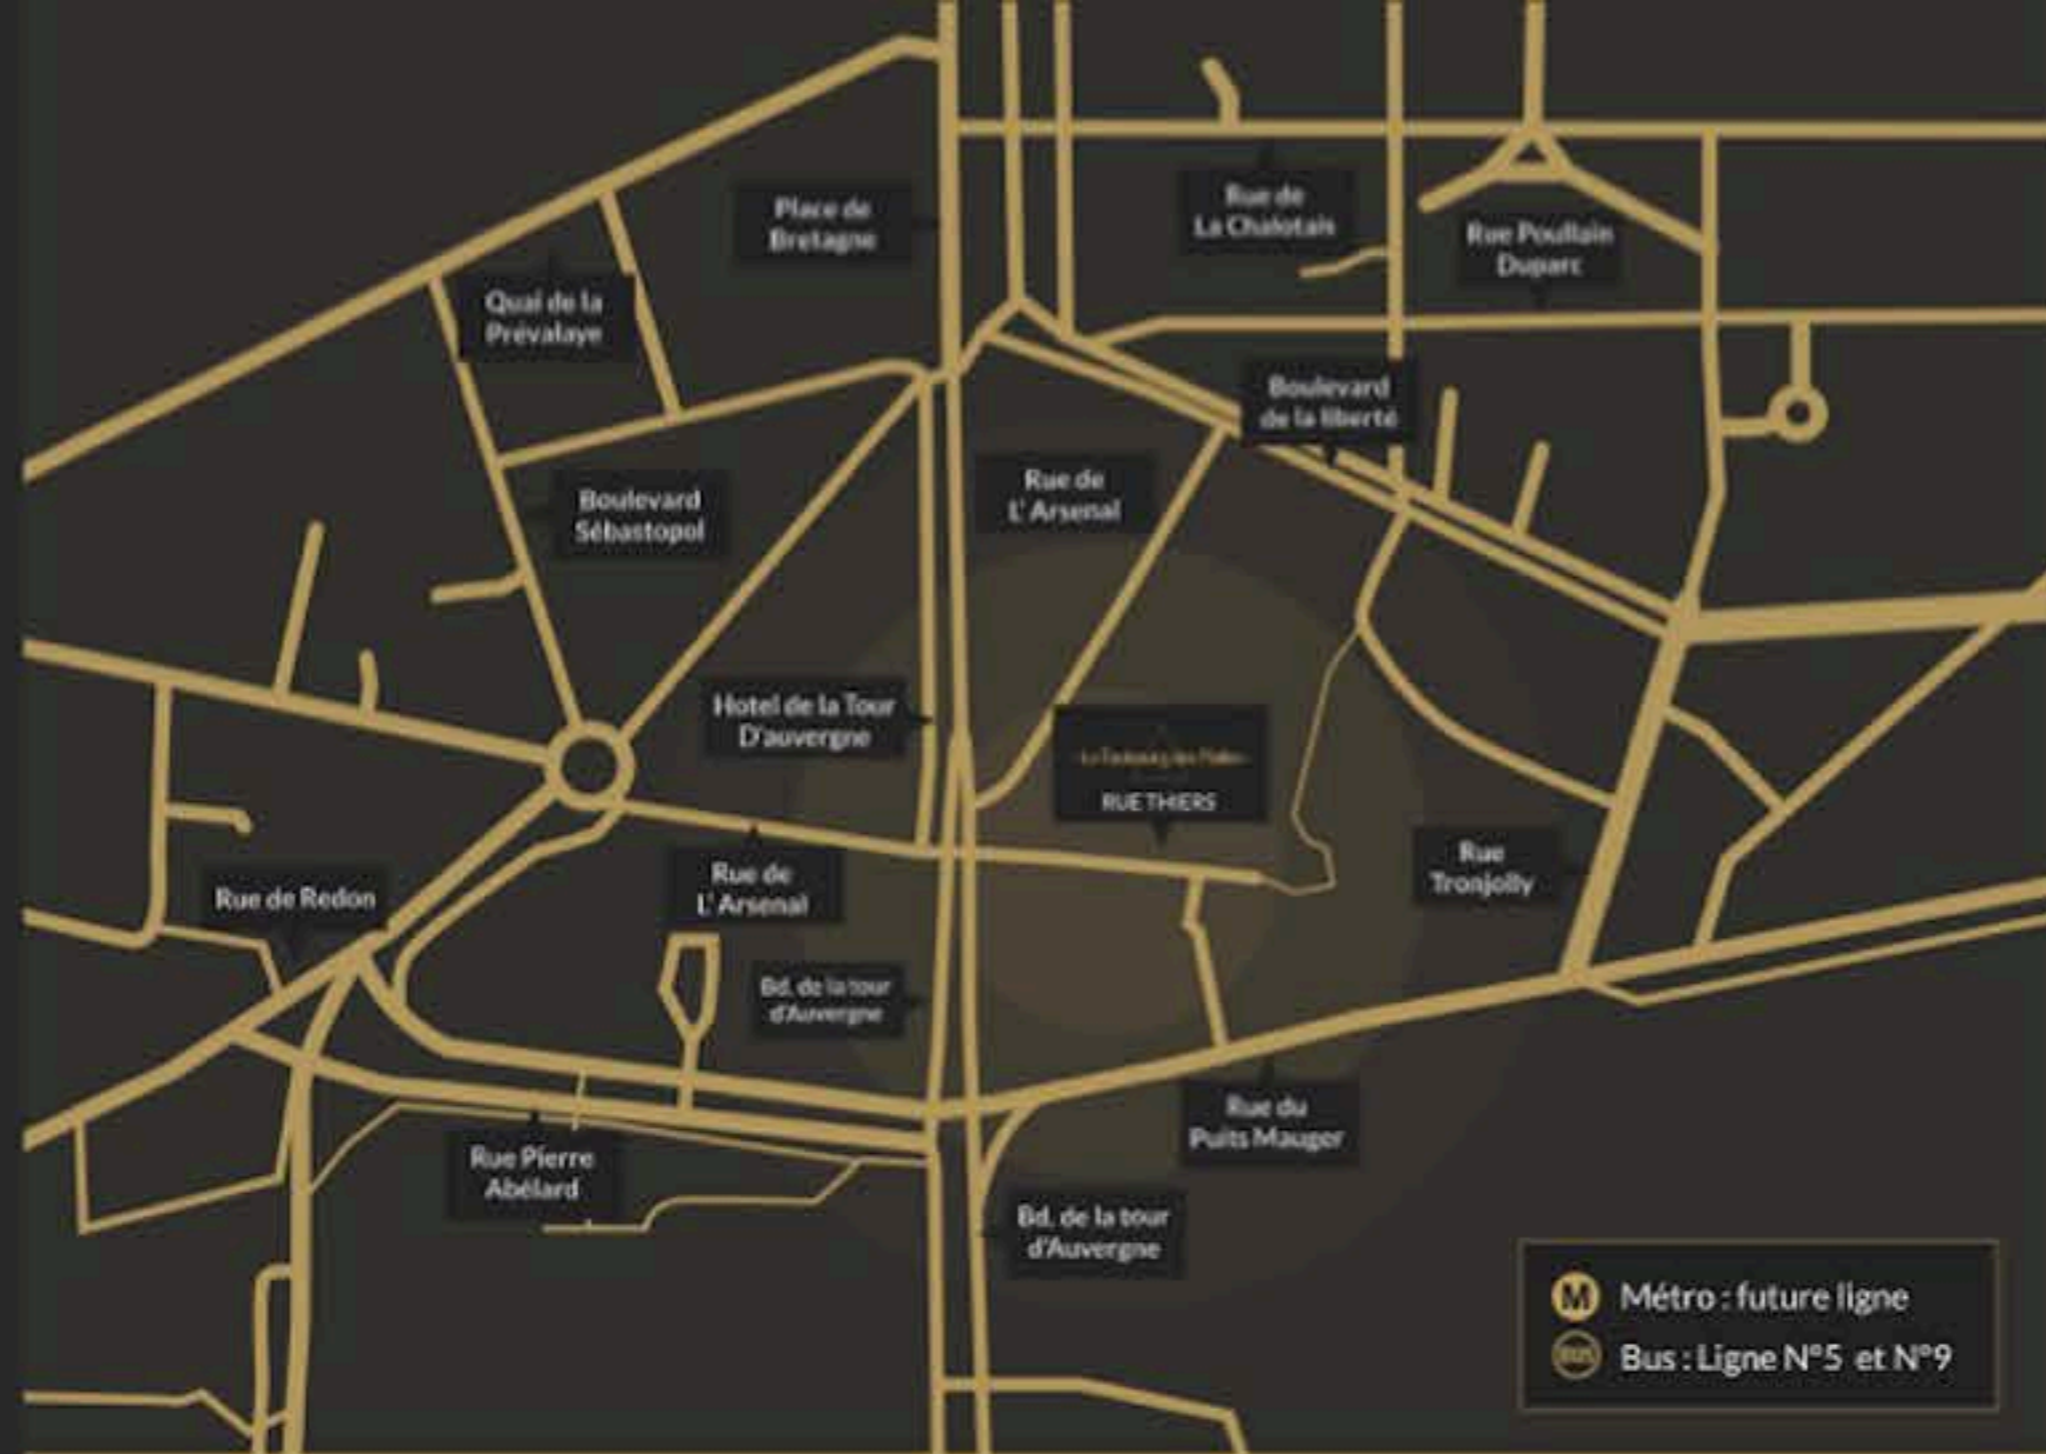 Place de
Bretagne
Rue de
La Chalotais
Rue Poullain
Duparc
Quai de la
Prévalaye
Boulevard
de la liberté
Boulevard
Sébastopol
Rue de
L' Arsenal
Hotel de la Tour
D'auvergne
RUE THIERS
Rue de Redon
Rue de
L' Arsenal
Rue
Tronjolly
Bd. de la tour
d'Auvergne
Rue du
Puits Mauger
Rue Pierre
Abélard
Bd. de la tour
d'Auvergne
M Métro : future ligne
BUS Bus : Ligne N°5 et N°9